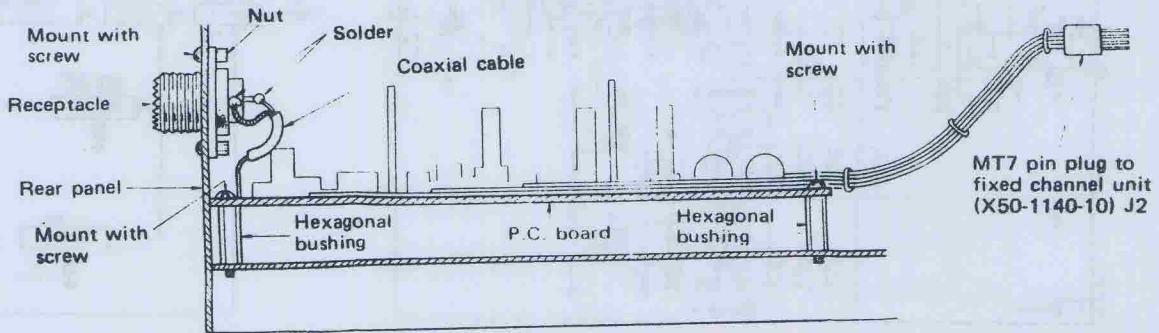 Nut
Mount with
screw
Solder
Mount with
screw
Coaxial cable
Receptacle
MT7 pin plug to
fixed channel unit
(X50-1140-10) J2
Rear panel
Mount with
screw
Hexagonal
bushing
P.C. board
Hexagonal
bushing